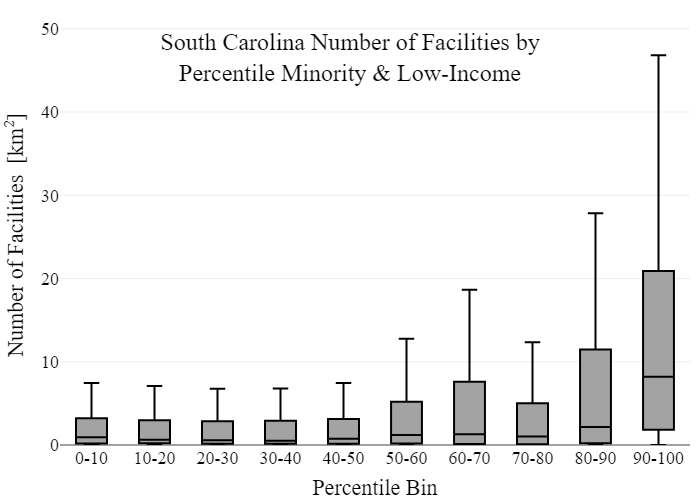 South Carolina Number of Facilities by
Percentile Minority & Low-Income
Number of Facilities [km²]
50
40
30
20
10
0
0-10 10-20 20-30 30-40 40-50 50-60 60-70 70-80 80-90 90-100
Percentile Bin